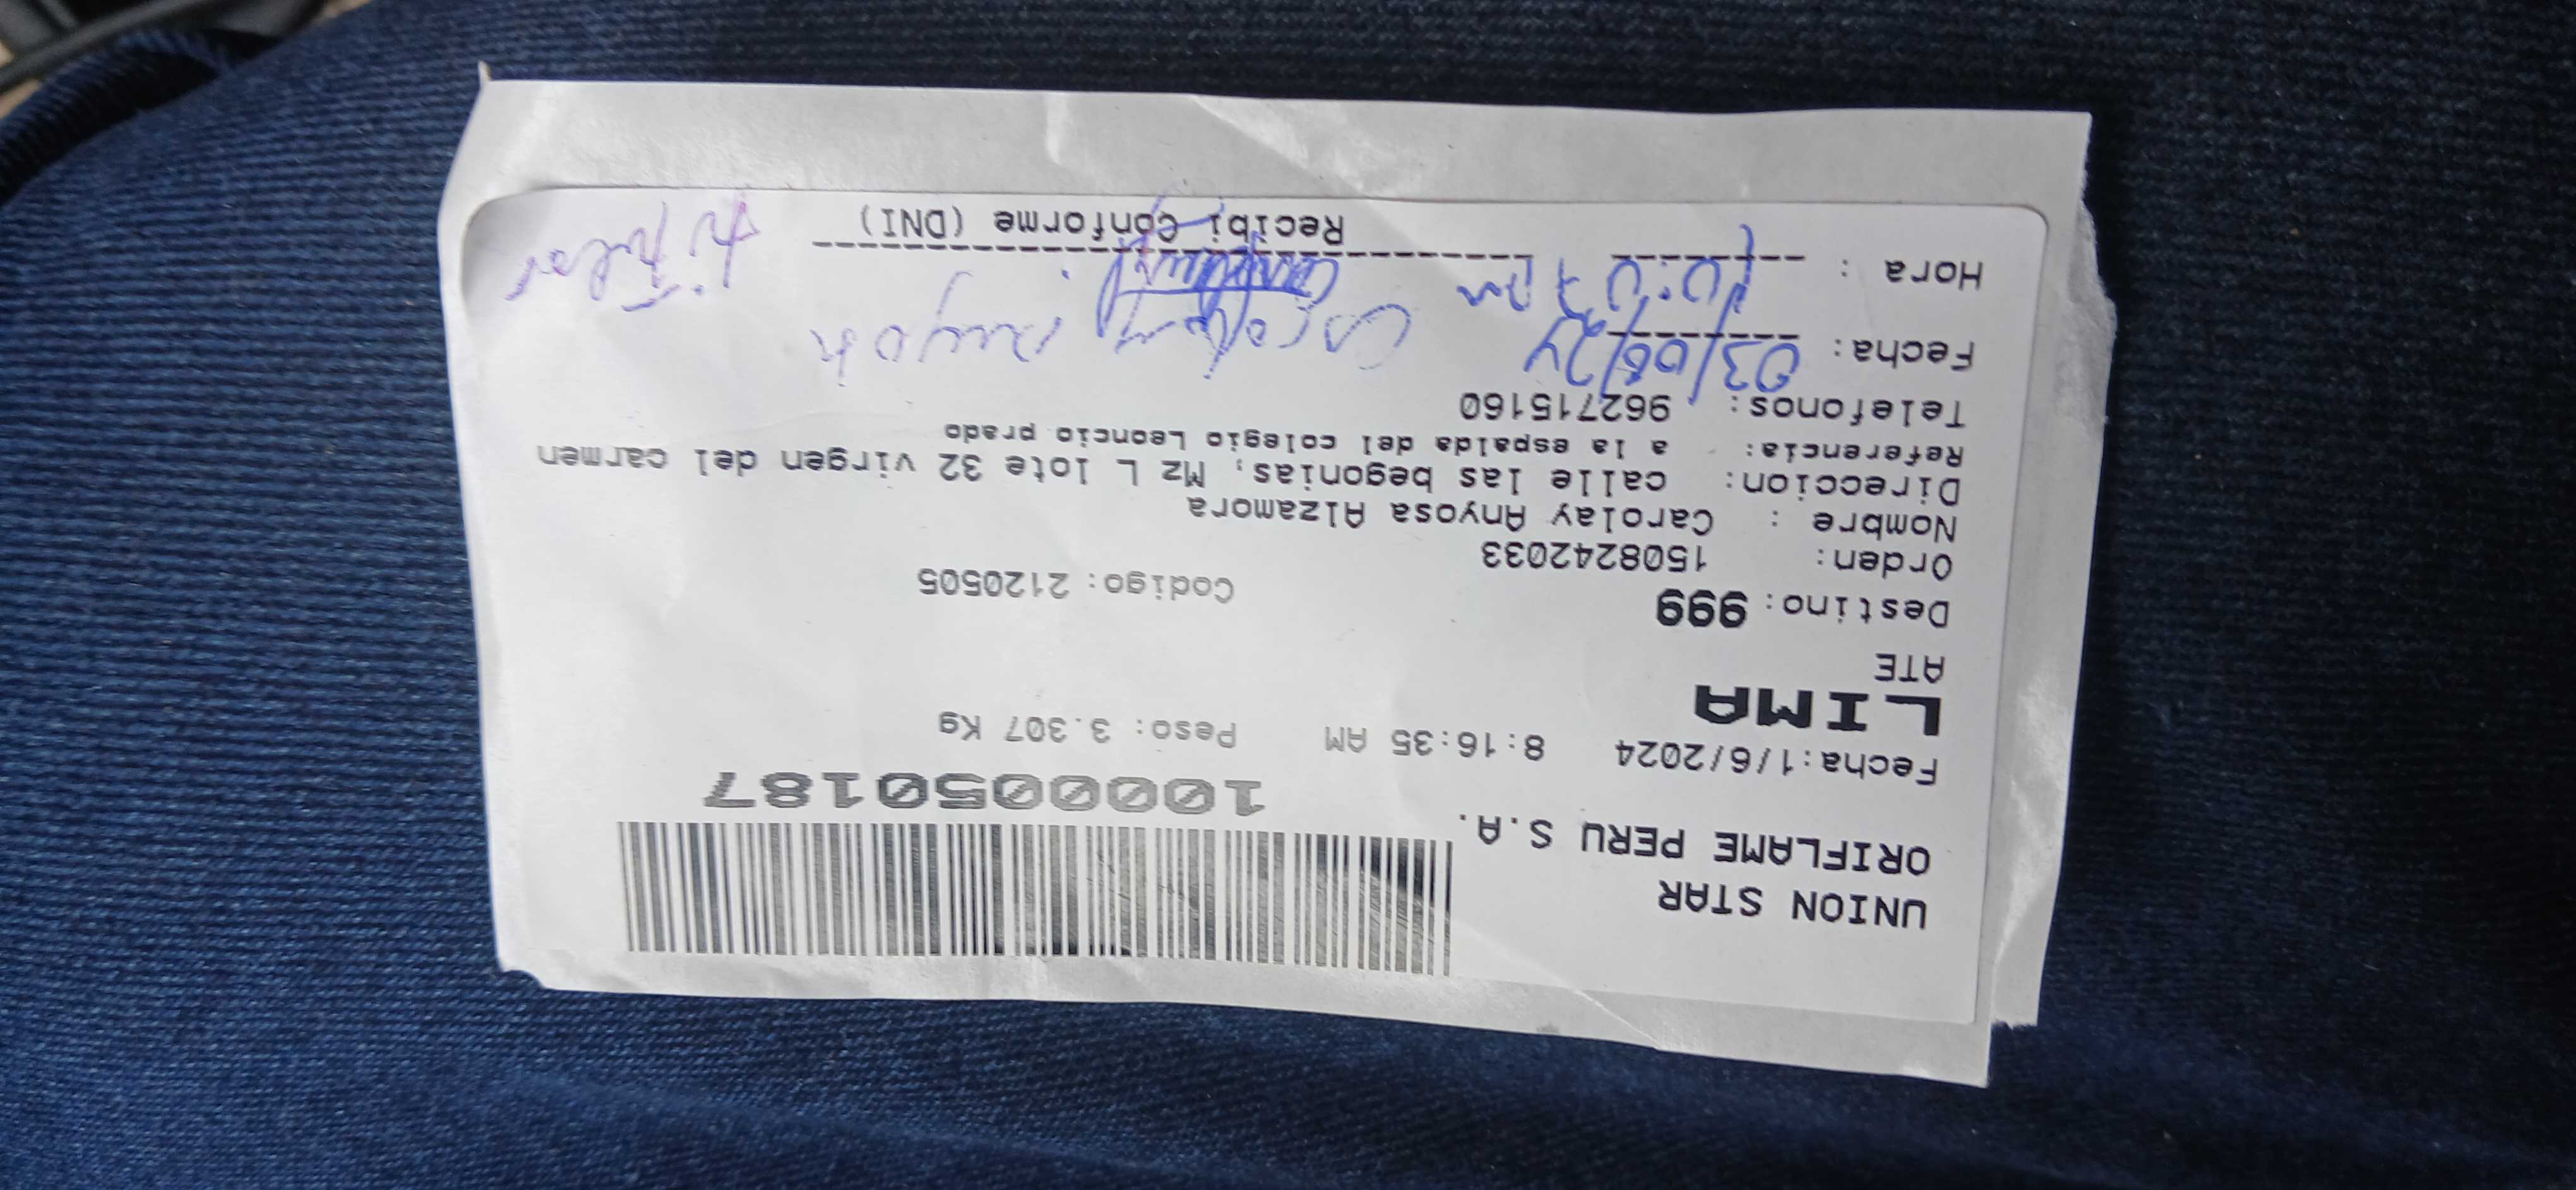 UNION STAR
ORIFLAME PERU S.A.
1000050187
Fecha:1/6/2024 8:16:35 AM Peso: 3.307 Kg
LIMA
ATE
Destino: 999 Codigo: 2120505
Orden: 1508242033
Nombre : Carolay Anyosa Alzamora
Direccion: calle las begonias, Mz L lote 32 virgen del carmen
Referencia: a la espalda del colegio Leoncio prado
Telefonos: 962715160
Fecha: 03/06/24
Hora : 10:07 am
Recibi Conforme (DNI)
titular